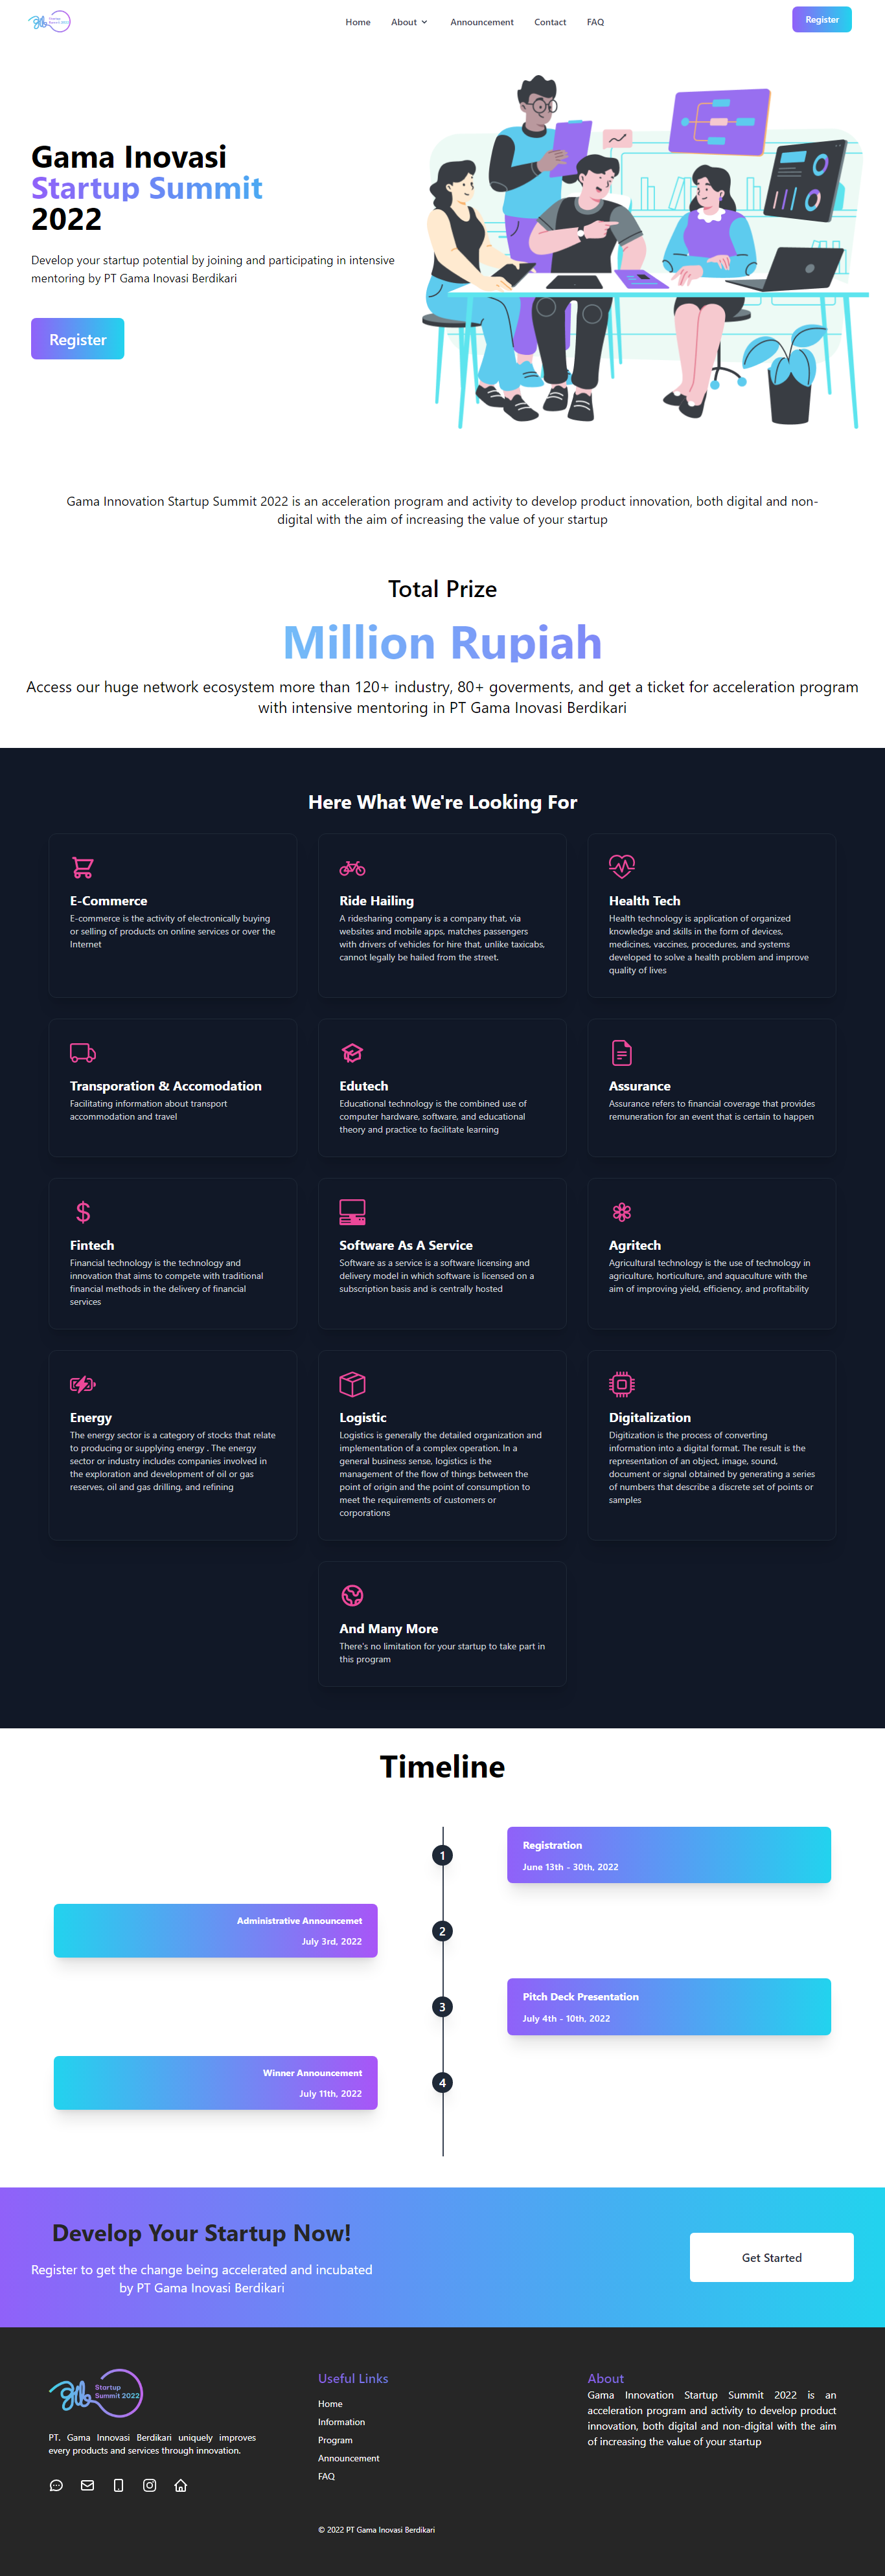 Startup
Summit 2022
Home
About
Announcement
Contact
FAQ
Register
Gama Inovasi
Startup Summit
2022
Develop your startup potential by joining and participating in intensive
mentoring by PT Gama Inovasi Berdikari
Register
Gama Innovation Startup Summit 2022 is an acceleration program and activity to develop product innovation, both digital and non-
digital with the aim of increasing the value of your startup
Total Prize
Million Rupiah
Access our huge network ecosystem more than 120+ industry, 80+ goverments, and get a ticket for acceleration program
with intensive mentoring in PT Gama Inovasi Berdikari
Here What We're Looking For
E-Commerce
E-commerce is the activity of electronically buying
or selling of products on online services or over the
Internet
Ride Hailing
A ridesharing company is a company that, via
websites and mobile apps, matches passengers
with drivers of vehicles for hire that, unlike taxicabs,
cannot legally be hailed from the street.
Health Tech
Health technology is application of organized
knowledge and skills in the form of devices,
medicines, vaccines, procedures, and systems
developed to solve a health problem and improve
quality of lives
Transporation & Accomodation
Facilitating information about transport
accommodation and travel
Edutech
Educational technology is the combined use of
computer hardware, software, and educational
theory and practice to facilitate learning
Assurance
Assurance refers to financial coverage that provides
remuneration for an event that is certain to happen
Fintech
Financial technology is the technology and
innovation that aims to compete with traditional
financial methods in the delivery of financial
services
Software As A Service
Software as a service is a software licensing and
delivery model in which software is licensed on a
subscription basis and is centrally hosted
Agritech
Agricultural technology is the use of technology in
agriculture, horticulture, and aquaculture with the
aim of improving yield, efficiency, and profitability
Energy
The energy sector is a category of stocks that relate
to producing or supplying energy . The energy
sector or industry includes companies involved in
the exploration and development of oil or gas
reserves, oil and gas drilling, and refining
Logistic
Logistics is generally the detailed organization and
implementation of a complex operation. In a
general business sense, logistics is the
management of the flow of things between the
point of origin and the point of consumption to
meet the requirements of customers or
corporations
Digitalization
Digitization is the process of converting
information into a digital format. The result is the
representation of an object, image, sound,
document or signal obtained by generating a series
of numbers that describe a discrete set of points or
samples
And Many More
There's no limitation for your startup to take part in
this program
Timeline
1
Registration
June 13th - 30th, 2022
Administrative Announcemet
July 3rd, 2022
2
3
Pitch Deck Presentation
July 4th - 10th, 2022
Winner Announcement
July 11th, 2022
4
Develop Your Startup Now!
Register to get the change being accelerated and incubated
by PT Gama Inovasi Berdikari
Get Started
gib
Startup
Summit 2022
PT. Gama Innovasi Berdikari uniquely improves
every products and services through innovation.
Useful Links
Home
Information
Program
Announcement
FAQ
About
Gama Innovation Startup Summit 2022 is an
acceleration program and activity to develop product
innovation, both digital and non-digital with the aim
of increasing the value of your startup
© 2022 PT Gama Inovasi Berdikari